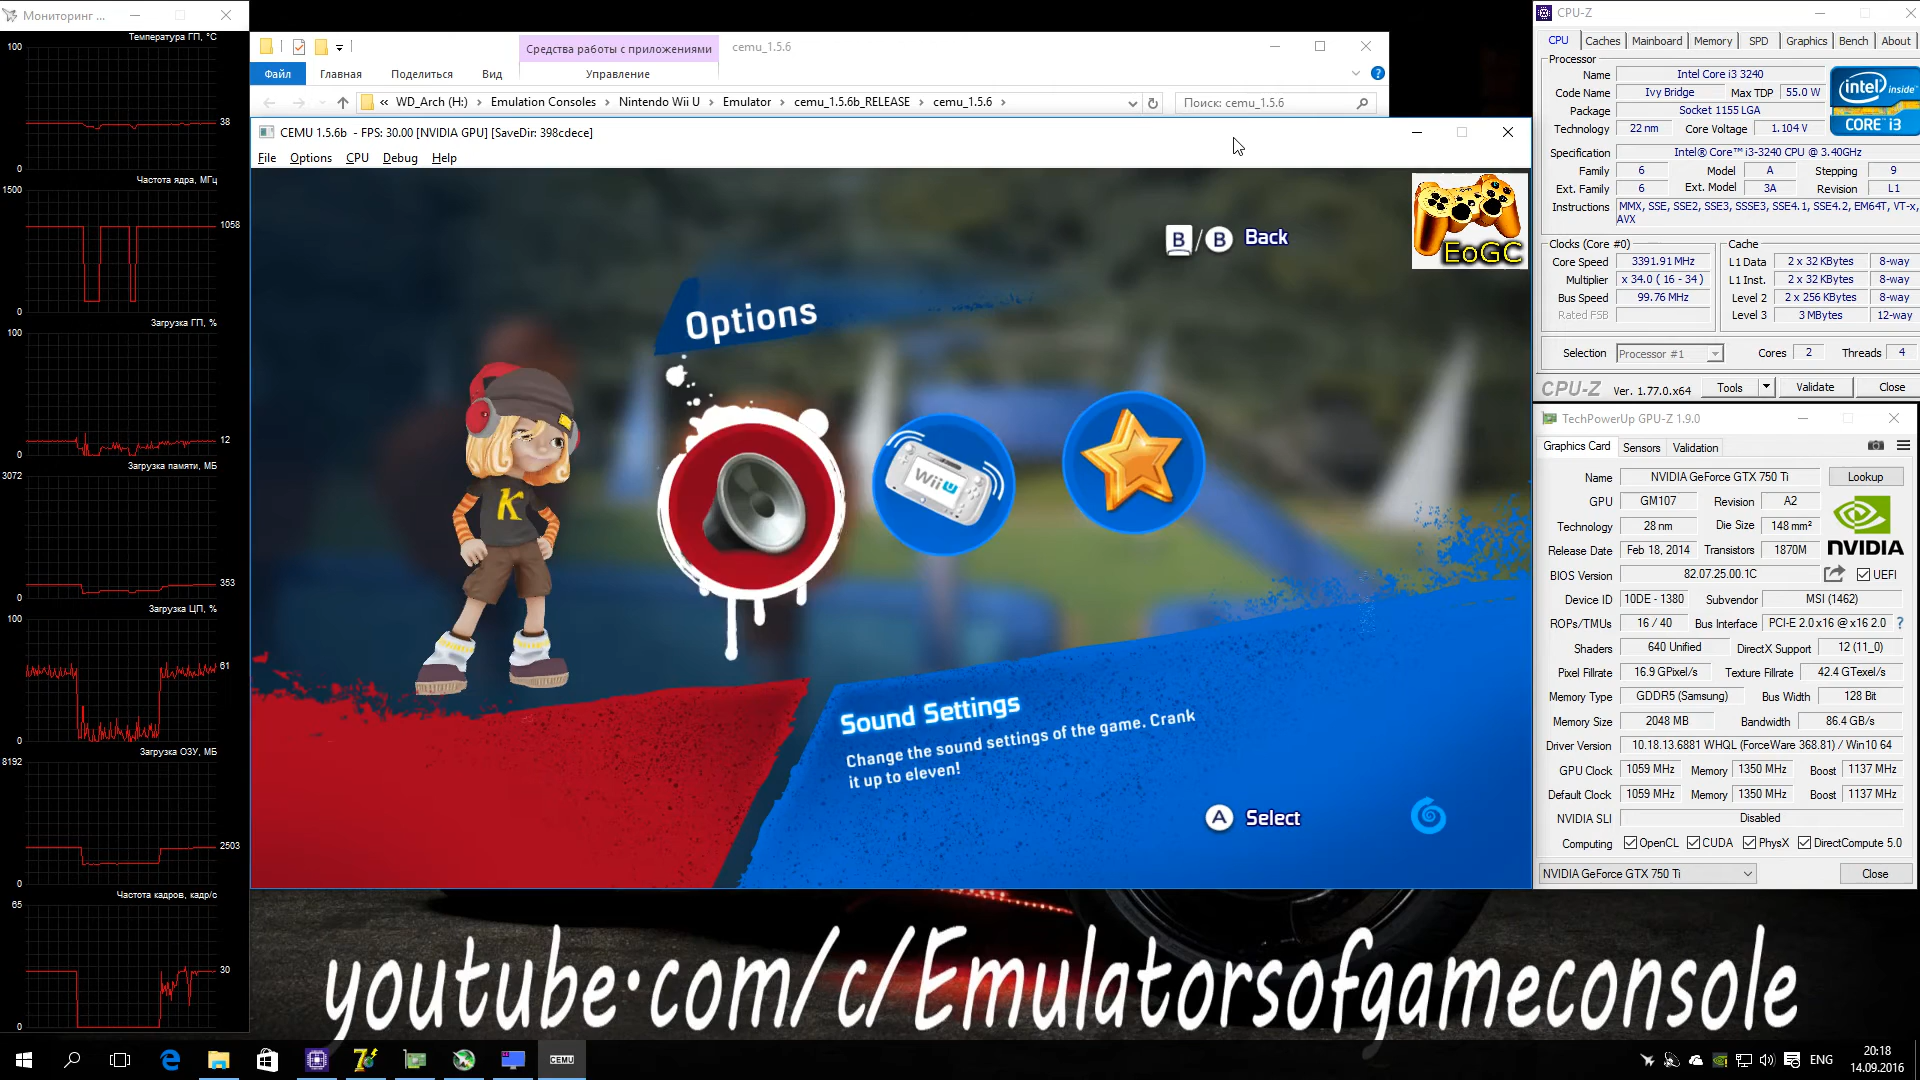 Мониторинг ...
Температура ГП, °C
100
38
0
Частота ядра, МГц
1500
1058
0
Загрузка ГП, %
100
12
0
Загрузка памяти, МБ
3072
353
0
Загрузка ЦП, %
100
61
0
Загрузка ОЗУ, МБ
8192
2503
0
Частота кадров, кадр/с
65
30
0
Средства работы с приложениями cemu_1.5.6
Файл Главная Поделиться Вид Управление
« WD_Arch (H:) Emulation Consoles Nintendo Wii U Emulator cemu_1.5.6b_RELEASE cemu_1.5.6
Поиск: cemu_1.5.6
CEMU 1.5.6b - FPS: 30.00 [NVIDIA GPU] [SaveDir: 398cdece]
File Options CPU Debug Help
B / B Back
EoGC
Options
K
Wii U
Sound Settings
Change the sound settings of the game. Crank
it up to eleven!
A Select
CPU-Z
CPU Caches Mainboard Memory SPD Graphics Bench About
Processor
Name Intel Core i3 3240
Code Name Ivy Bridge Max TDP 55.0 W
Package Socket 1155 LGA
Technology 22 nm Core Voltage 1.104 V
intel inside
CORE i3
Specification Intel® Core™ i3-3240 CPU @ 3.40GHz
Family 6 Model A Stepping 9
Ext. Family 6 Ext. Model 3A Revision L1
Instructions MMX, SSE, SSE2, SSE3, SSSE3, SSE4.1, SSE4.2, EM64T, VT-x,
AVX
Clocks (Core #0) Cache
Core Speed 3391.91 MHz L1 Data 2 x 32 KBytes 8-way
Multiplier x 34.0 ( 16 - 34 ) L1 Inst. 2 x 32 KBytes 8-way
Bus Speed 99.76 MHz Level 2 2 x 256 KBytes 8-way
Rated FSB Level 3 3 MBytes 12-way
Selection Processor #1 Cores 2 Threads 4
CPU-Z Ver. 1.77.0.x64 Tools Validate Close
TechPowerUp GPU-Z 1.9.0
Graphics Card Sensors Validation
Name NVIDIA GeForce GTX 750 Ti Lookup
GPU GM107 Revision A2
Technology 28 nm Die Size 148 mm²
Release Date Feb 18, 2014 Transistors 1870M
NVIDIA
BIOS Version 82.07.25.00.1C UEFI
Device ID 10DE - 1380 Subvendor MSI (1462)
ROPs/TMUs 16 / 40 Bus Interface PCI-E 2.0 x16 @ x16 2.0 ?
Shaders 640 Unified DirectX Support 12 (11_0)
Pixel Fillrate 16.9 GPixel/s Texture Fillrate 42.4 GTexel/s
Memory Type GDDR5 (Samsung) Bus Width 128 Bit
Memory Size 2048 MB Bandwidth 86.4 GB/s
Driver Version 10.18.13.6881 WHQL (ForceWare 368.81) / Win10 64
GPU Clock 1059 MHz Memory 1350 MHz Boost 1137 MHz
Default Clock 1059 MHz Memory 1350 MHz Boost 1137 MHz
NVIDIA SLI Disabled
Computing OpenCL CUDA PhysX DirectCompute 5.0
NVIDIA GeForce GTX 750 Ti Close
youtube.com/c/Emulatorsofgameconsole
CEMU
ENG
20:18
14.09.2016